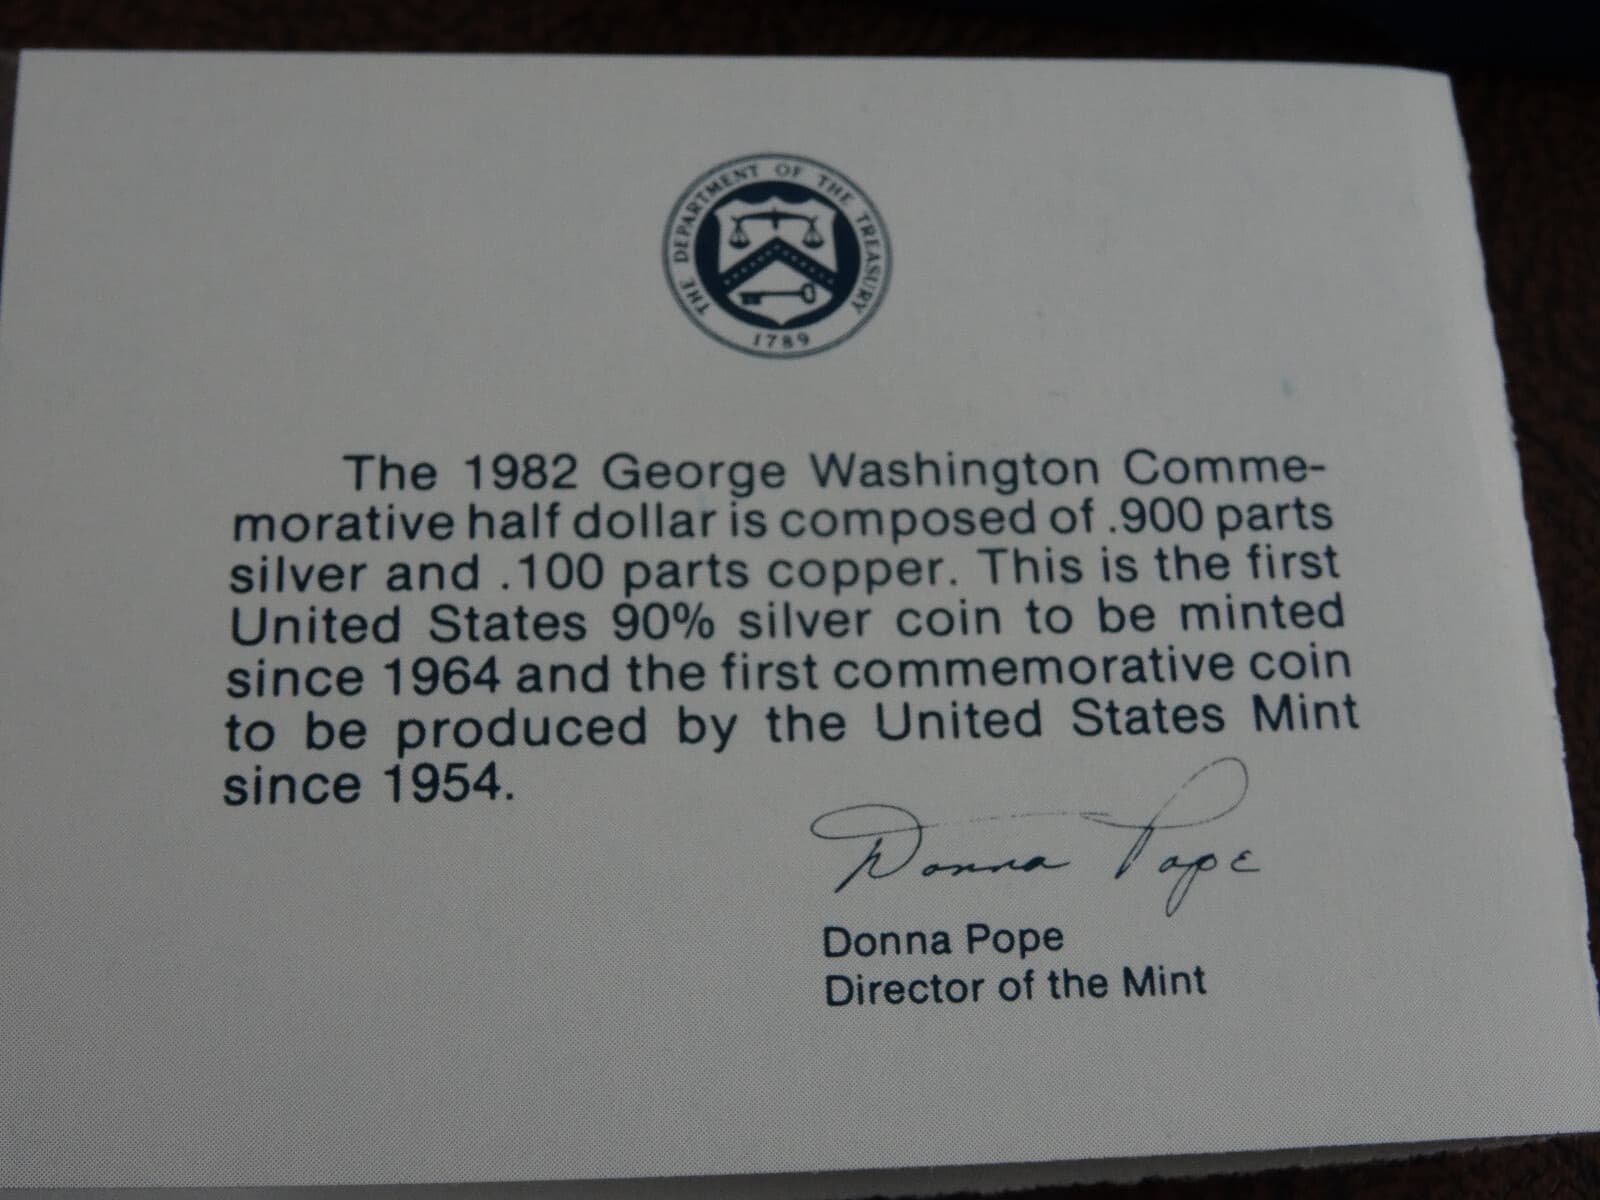 THE DEPARTMENT OF THE TREASURY
1789
The 1982 George Washington Comme-
morative half dollar is composed of .900 parts
silver and .100 parts copper. This is the first
United States 90% silver coin to be minted
since 1964 and the first commemorative coin
to be produced by the United States Mint
since 1954.
Donna Pope
Donna Pope
Director of the Mint